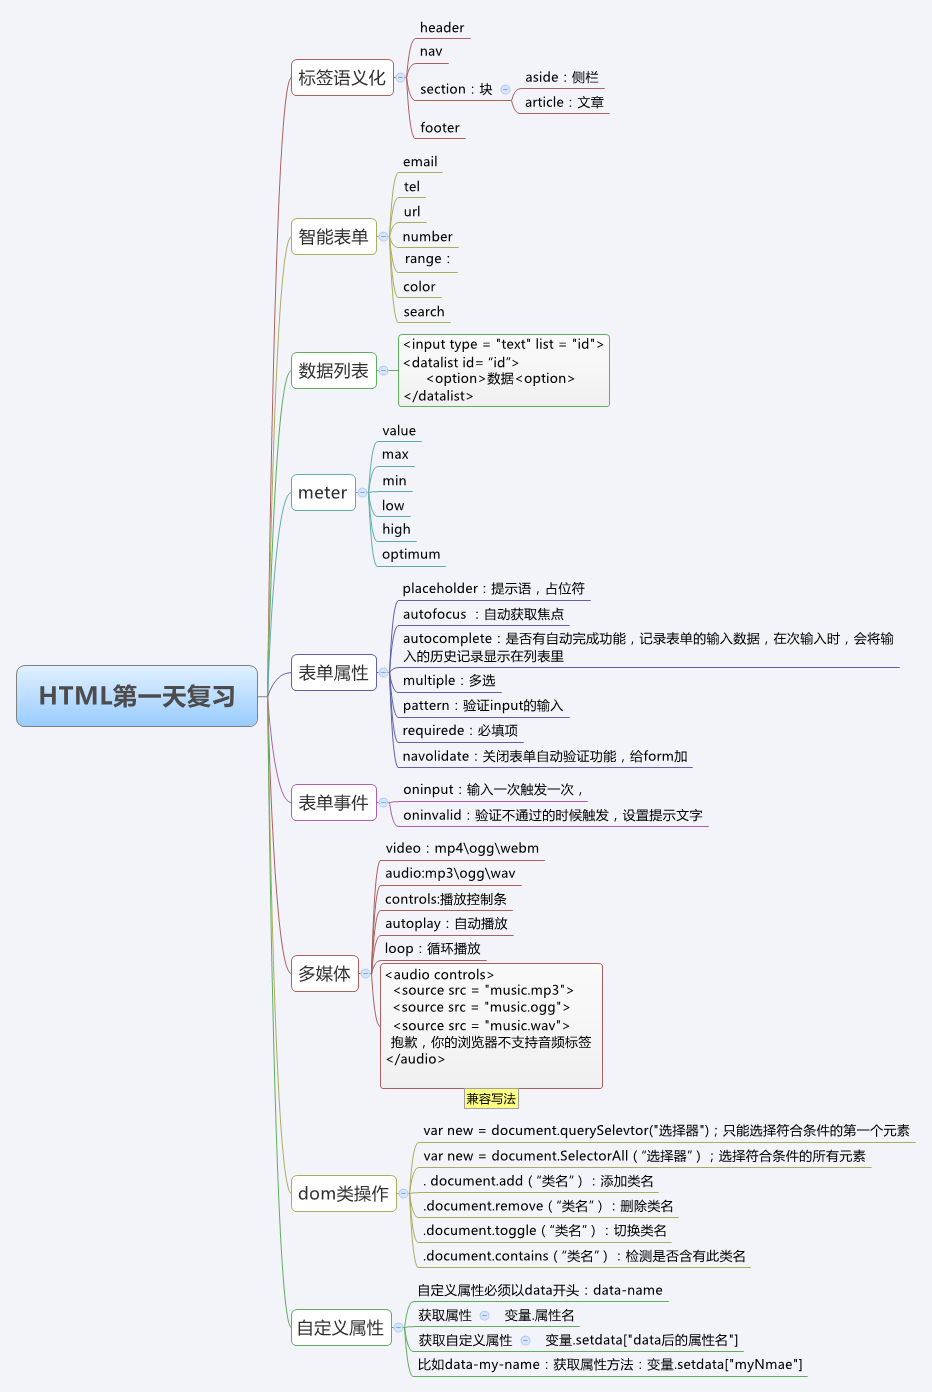 HTML第一天复习
标签语义化
header
nav
section：块
aside：侧栏
article：文章
footer
智能表单
email
tel
url
number
range：
color
search
数据列表
<input type = "text" list = "id">
<datalist id= “id”>
<option>数据<option>
</datalist>
meter
value
max
min
low
high
optimum
表单属性
placeholder：提示语，占位符
autofocus ：自动获取焦点
autocomplete：是否有自动完成功能，记录表单的输入数据，在次输入时，会将输
入的历史记录显示在列表里
multiple：多选
pattern：验证input的输入
requirede：必填项
navolidate：关闭表单自动验证功能，给form加
表单事件
oninput：输入一次触发一次，
oninvalid：验证不通过的时候触发，设置提示文字
多媒体
video：mp4\ogg\webm
audio:mp3\ogg\wav
controls:播放控制条
autoplay：自动播放
loop：循环播放
<audio controls>
<source src = "music.mp3">
<source src = "music.ogg">
<source src = "music.wav">
抱歉，你的浏览器不支持音频标签
</audio>
兼容写法
dom类操作
var new = document.querySelevtor("选择器")；只能选择符合条件的第一个元素
var new = document.SelectorAll（“选择器”）；选择符合条件的所有元素
. document.add（“类名”）：添加类名
.document.remove（“类名”）：删除类名
.document.toggle（“类名”）：切换类名
.document.contains（“类名”）：检测是否含有此类名
自定义属性
自定义属性必须以data开头：data-name
获取属性 变量.属性名
获取自定义属性 变量.setdata["data后的属性名"]
比如data-my-name：获取属性方法：变量.setdata["myNmae"]